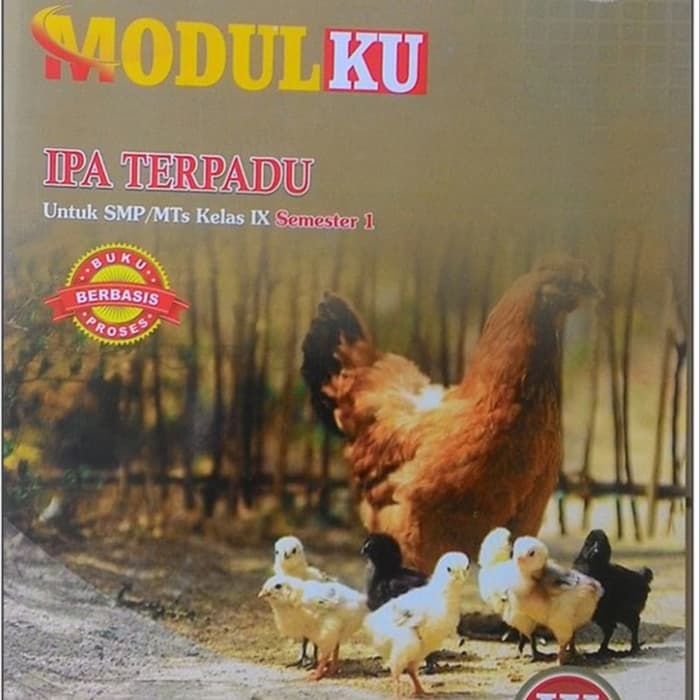 MODULKU
IPA TERPADU
Untuk SMP/MTs Kelas IX Semester 1
BUKU
BERBASIS
PROSES